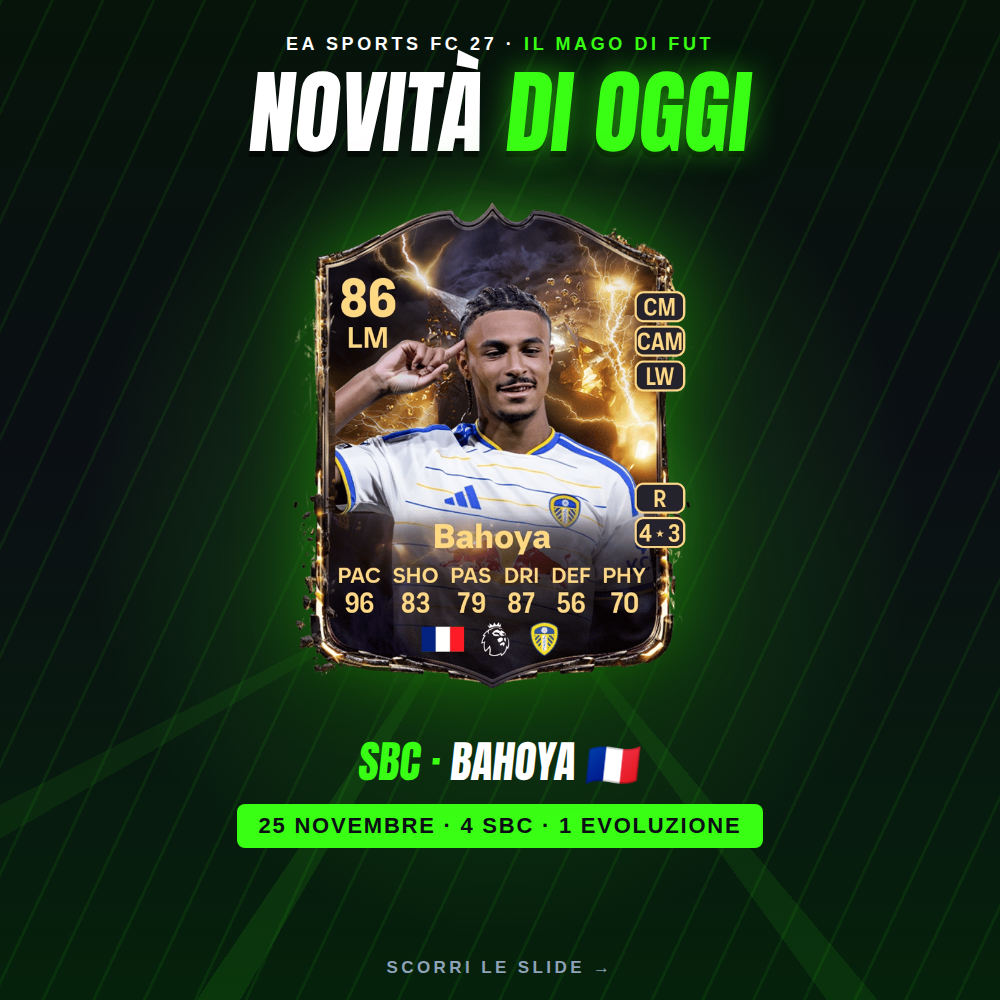 EA SPORTS FC 27 · IL MAGO DI FUT
NOVITÀ DI OGGI
86
LM
CM
CAM
LW
R
4★3
Bahoya
PAC SHO PAS DRI DEF PHY
96 83 79 87 56 70
SBC · BAHOYA
25 NOVEMBRE · 4 SBC · 1 EVOLUZIONE
SCORRI LE SLIDE →